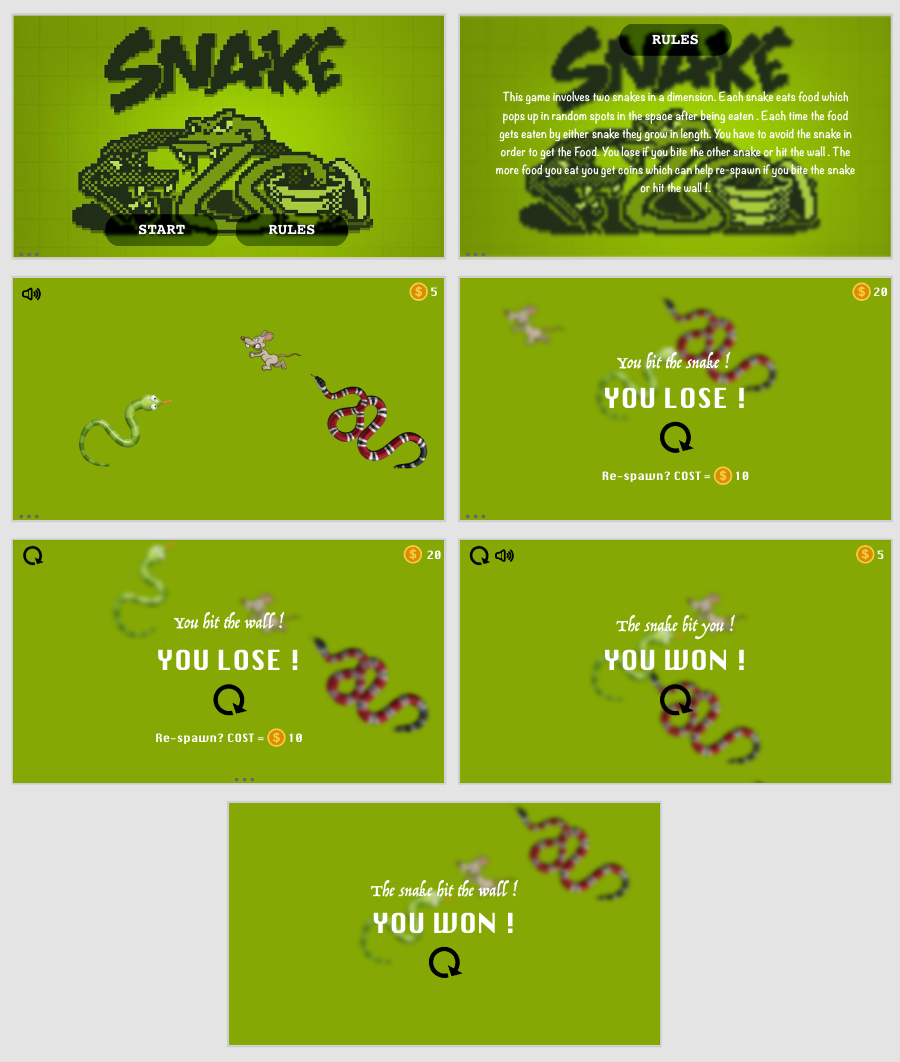 SNAKE
START
RULES
SNAKE
RULES
This game involves two snakes in a dimension. Each snake eats food which
pops up in random spots in the space after being eaten . Each time the food
gets eaten by either snake they grow in length. You have to avoid the snake in
order to get the Food. You lose if you bite the other snake or hit the wall . The
more food you eat you get coins which can help re-spawn if you bite the snake
or hit the wall !.
$ 5
$ 20
You bit the snake !
YOU LOSE !
Re-spawn? COST = $ 10
$ 20
You hit the wall !
YOU LOSE !
Re-spawn? COST = $ 10
$ 5
The snake bit you !
YOU WON !
The snake hit the wall !
YOU WON !